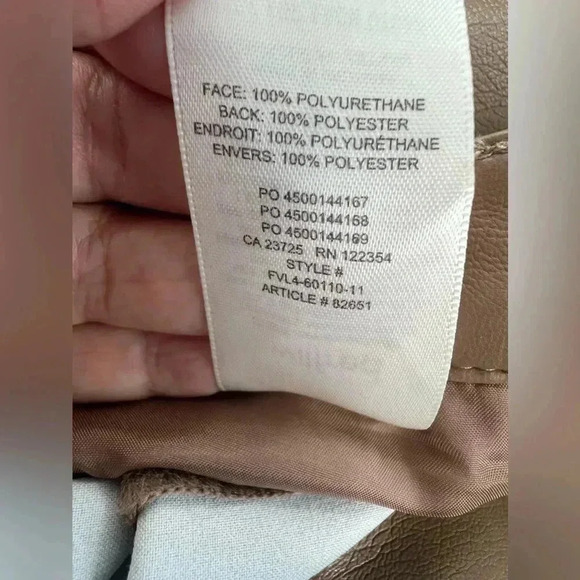 FACE: 100% POLYURETHANE
BACK: 100% POLYESTER
ENDROIT: 100% POLYURÉTHANE
ENVERS: 100% POLYESTER
PO 4500144167
PO 4500144168
PO 4500144169
CA 23725 RN 122354
STYLE #
FVL4-60110-11
ARTICLE # 82651